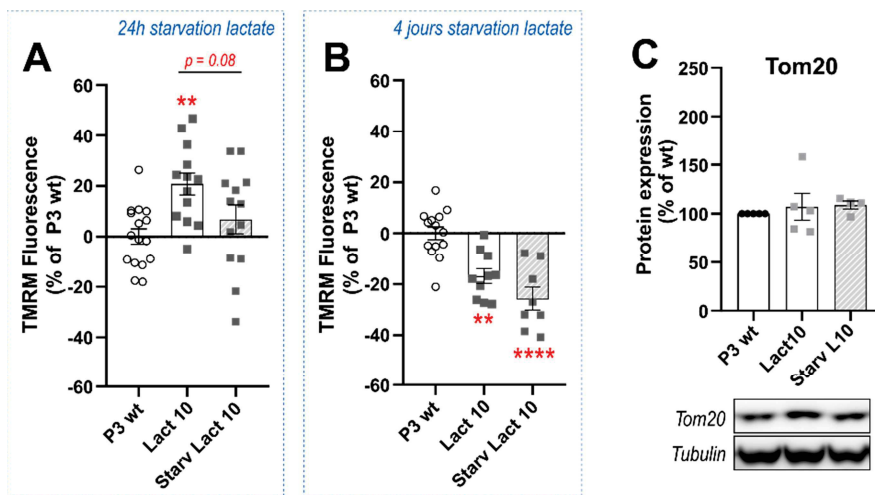 24h starvation lactate
A
p = 0.08
**
TMRM Fluorescence
(% of P3 wt)
60
40
20
0
-20
-40
-60
P3 wt
Lact 10
Starv Lact 10
4 jours starvation lactate
B
TMRM Fluorescence
(% of P3 wt)
60
40
20
0
-20
-40
-60
**
****
P3 wt
Lact 10
Starv Lact 10
C
Tom20
Protein expression
(% of wt)
250
200
150
100
50
0
P3 wt
Lact10
Starv L10
Tom20
Tubulin